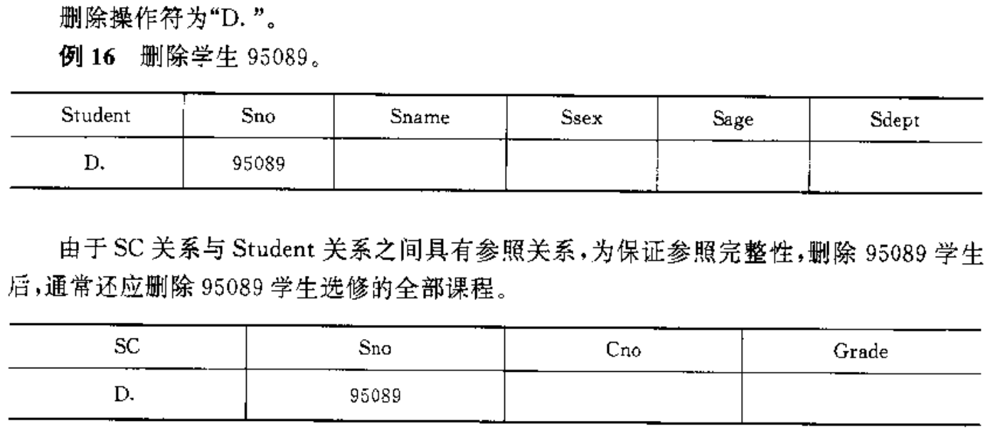 删除操作符为“D.”。
例 16 删除学生 95089。
Student Sno Sname Ssex Sage Sdept
D. 95089
由于 SC 关系与 Student 关系之间具有参照关系,为保证参照完整性,删除 95089 学生
后,通常还应删除 95089 学生选修的全部课程。
SC Sno Cno Grade
D. 95089